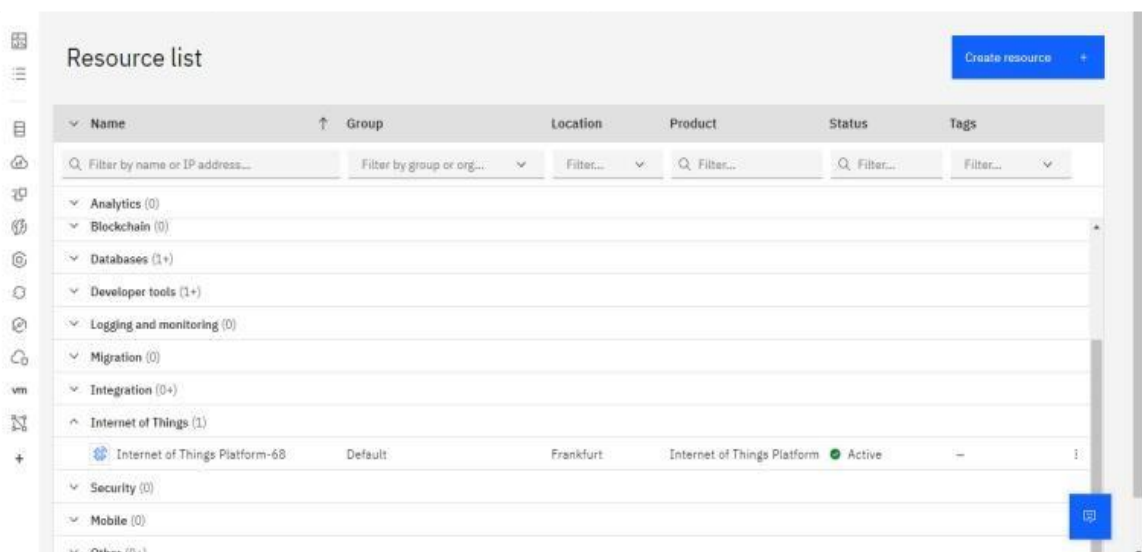 Resource list
Create resource +
Name ↑ Group Location Product Status Tags
Filter by name or IP address... Filter by group or org... Filter... Filter... Filter... Filter...
Analytics (0)
Blockchain (0)
Databases (1+)
Developer tools (1+)
Logging and monitoring (0)
Migration (0)
Integration (0+)
Internet of Things (1)
Internet of Things Platform-68 Default Frankfurt Internet of Things Platform Active –
Security (0)
Mobile (0)
Other (0+)
vm